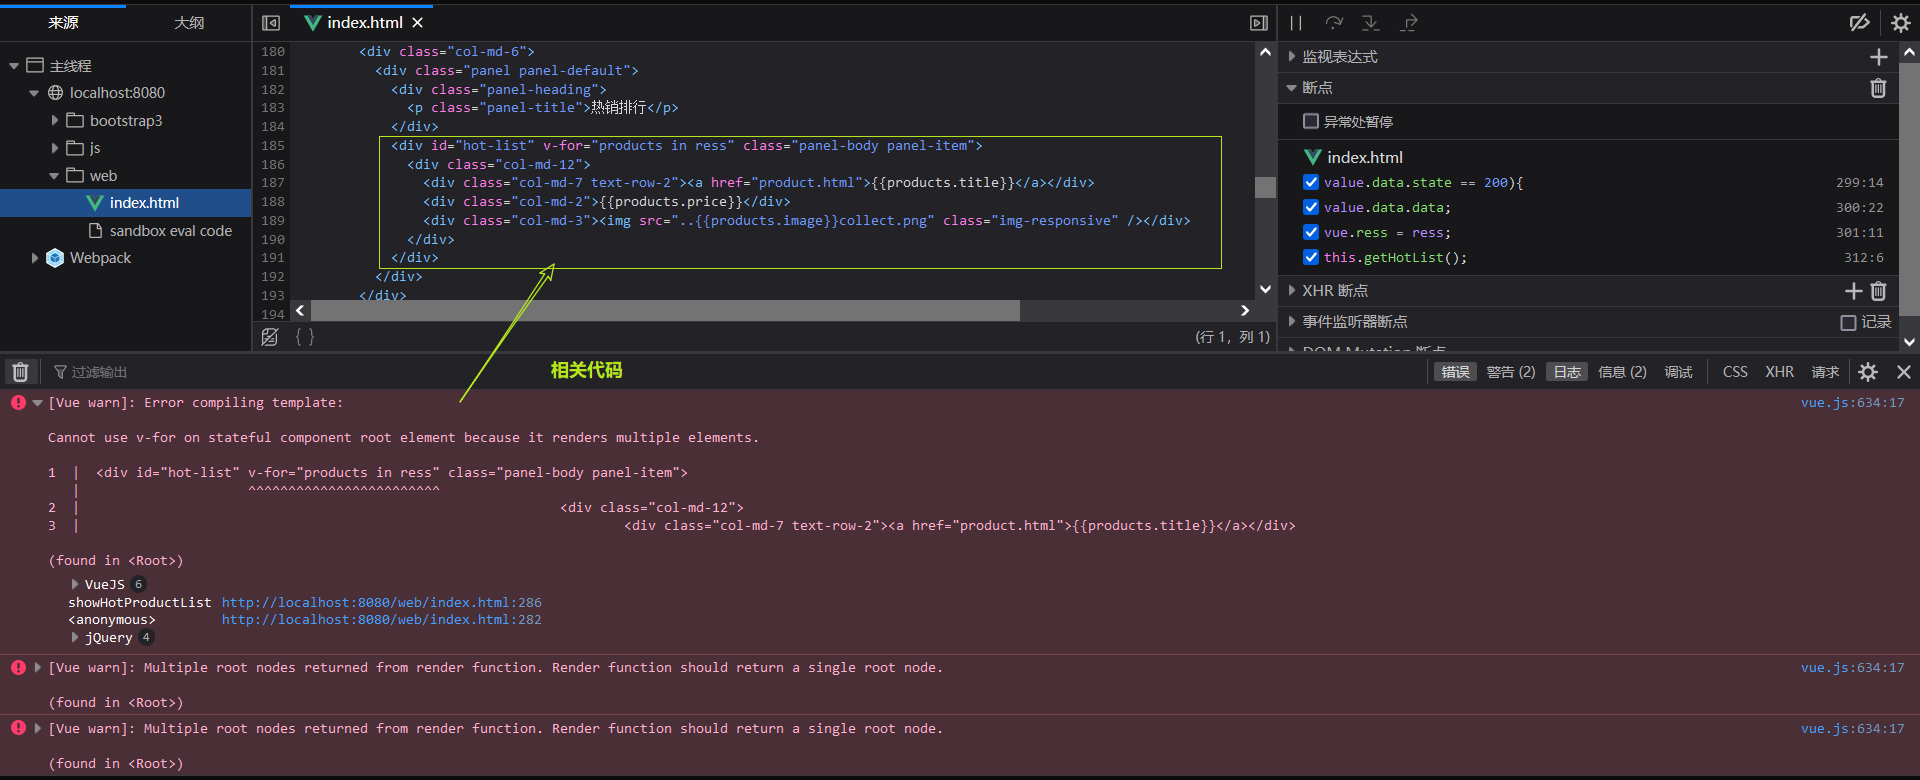 来源
大纲
index.html
主线程
localhost:8080
bootstrap3
js
web
index.html
sandbox eval code
Webpack
180 <div class="col-md-6">
181 <div class="panel panel-default">
182 <div class="panel-heading">
183 <p class="panel-title">热销排行</p>
184 </div>
185 <div id="hot-list" v-for="products in ress" class="panel-body panel-item">
186 <div class="col-md-12">
187 <div class="col-md-7 text-row-2"><a href="product.html">{{products.title}}</a></div>
188 <div class="col-md-2">{{products.price}}</div>
189 <div class="col-md-3"><img src="..{{products.image}}collect.png" class="img-responsive" /></div>
190 </div>
191 </div>
192 </div>
193 </div>
194
{ }
(行 1，列 1)
监视表达式
断点
异常处暂停
index.html
value.data.state == 200){ 299:14
value.data.data; 300:22
vue.ress = ress; 301:11
this.getHotList(); 312:6
XHR 断点
事件监听器断点 记录
DOM Mutation 断点
过滤输出
相关代码
错误 警告 (2) 日志 信息 (2) 调试 CSS XHR 请求
[Vue warn]: Error compiling template: vue.js:634:17
Cannot use v-for on stateful component root element because it renders multiple elements.
1 | <div id="hot-list" v-for="products in ress" class="panel-body panel-item">
| ^^^^^^^^^^^^^^^^^^^^^^^^
2 | <div class="col-md-12">
3 | <div class="col-md-7 text-row-2"><a href="product.html">{{products.title}}</a></div>
(found in <Root>)
VueJS 6
showHotProductList http://localhost:8080/web/index.html:286
<anonymous> http://localhost:8080/web/index.html:282
jQuery 4
[Vue warn]: Multiple root nodes returned from render function. Render function should return a single root node. vue.js:634:17
(found in <Root>)
[Vue warn]: Multiple root nodes returned from render function. Render function should return a single root node. vue.js:634:17
(found in <Root>)